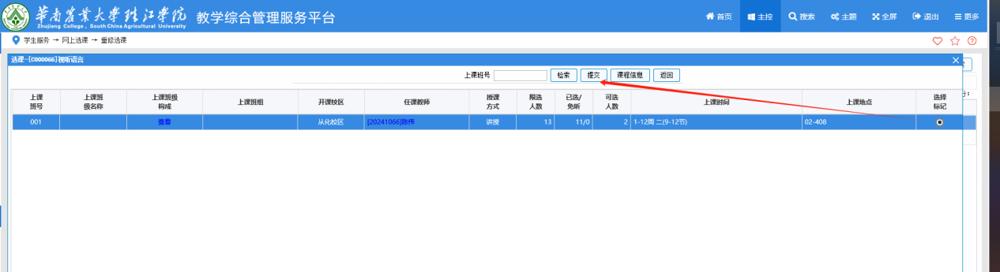 華南農業大學珠江學院
Zhujiang College, South China Agricultural University
教学综合管理服务平台
首页 主控 搜索 主题 全屏 退出 更多
学生服务 → 网上选课 → 重修选课
选课--[C000066]视听语言
上课班号 检索 提交 课程信息 返回
上课班号 上课班级名称 上课班级构成 上课班组 开课校区 任课教师 授课方式 限选人数 已选/免听 可选人数 上课时间 上课地点 选择标记
001 查看 从化校区 [20241066]陈伟 讲授 13 11/0 2 1-12周 二(9-12节) 02-408